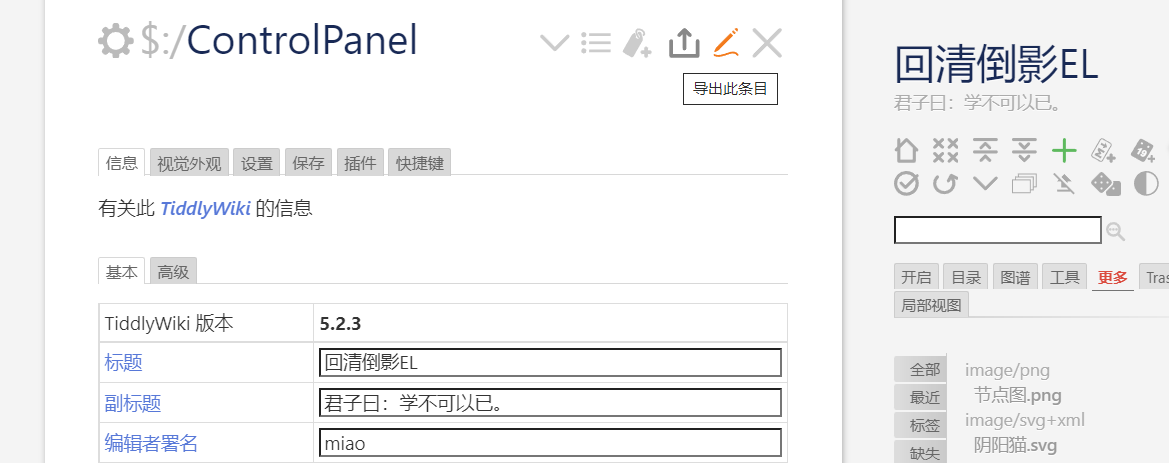 $:/ControlPanel
导出此条目
信息 视觉外观 设置 保存 插件 快捷键
有关此 TiddlyWiki 的信息
基本 高级
TiddlyWiki 版本 5.2.3
标题 回清倒影EL
副标题 君子曰：学不可以已。
编辑者署名 miao
回清倒影EL
君子曰：学不可以已。
开启 目录 图谱 工具 更多 Tras
局部视图
全部
最近
标签
缺失
image/png
节点图.png
image/svg+xml
阴阳猫.svg